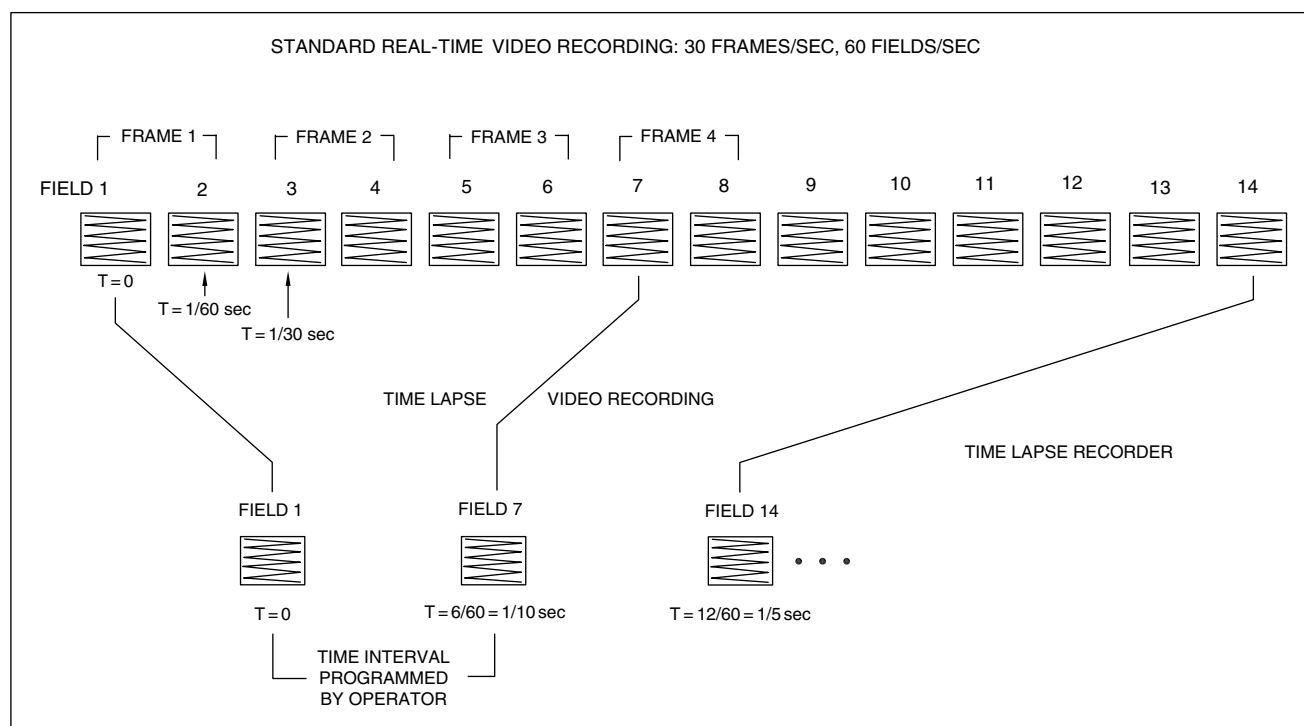 STANDARD REAL-TIME VIDEO RECORDING: 30 FRAMES/SEC, 60 FIELDS/SEC
FRAME 1 FRAME 2 FRAME 3 FRAME 4
FIELD 1 2 3 4 5 6 7 8 9 10 11 12 13 14
T = 0
T = 1/60 sec
T = 1/30 sec
TIME LAPSE VIDEO RECORDING
TIME LAPSE RECORDER
FIELD 1 FIELD 7 FIELD 14
T = 0 T = 6/60 = 1/10 sec T = 12/60 = 1/5 sec
TIME INTERVAL
PROGRAMMED
BY OPERATOR